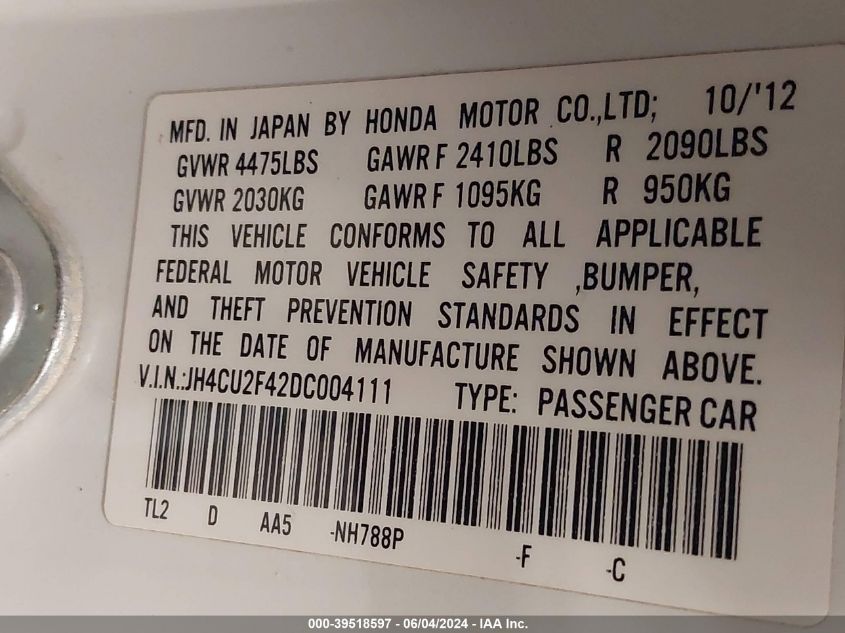 MFD. IN JAPAN BY HONDA MOTOR CO.,LTD; 10/'12
GVWR 4475LBS GAWR F 2410LBS R 2090LBS
GVWR 2030KG GAWR F 1095KG R 950KG
THIS VEHICLE CONFORMS TO ALL APPLICABLE
FEDERAL MOTOR VEHICLE SAFETY ,BUMPER,
AND THEFT PREVENTION STANDARDS IN EFFECT
ON THE DATE OF MANUFACTURE SHOWN ABOVE.
V.I.N.:JH4CU2F42DC004111 TYPE: PASSENGER CAR
TL2 D AA5 -NH788P -F -C
000-39518597 - 06/04/2024 - IAA Inc.